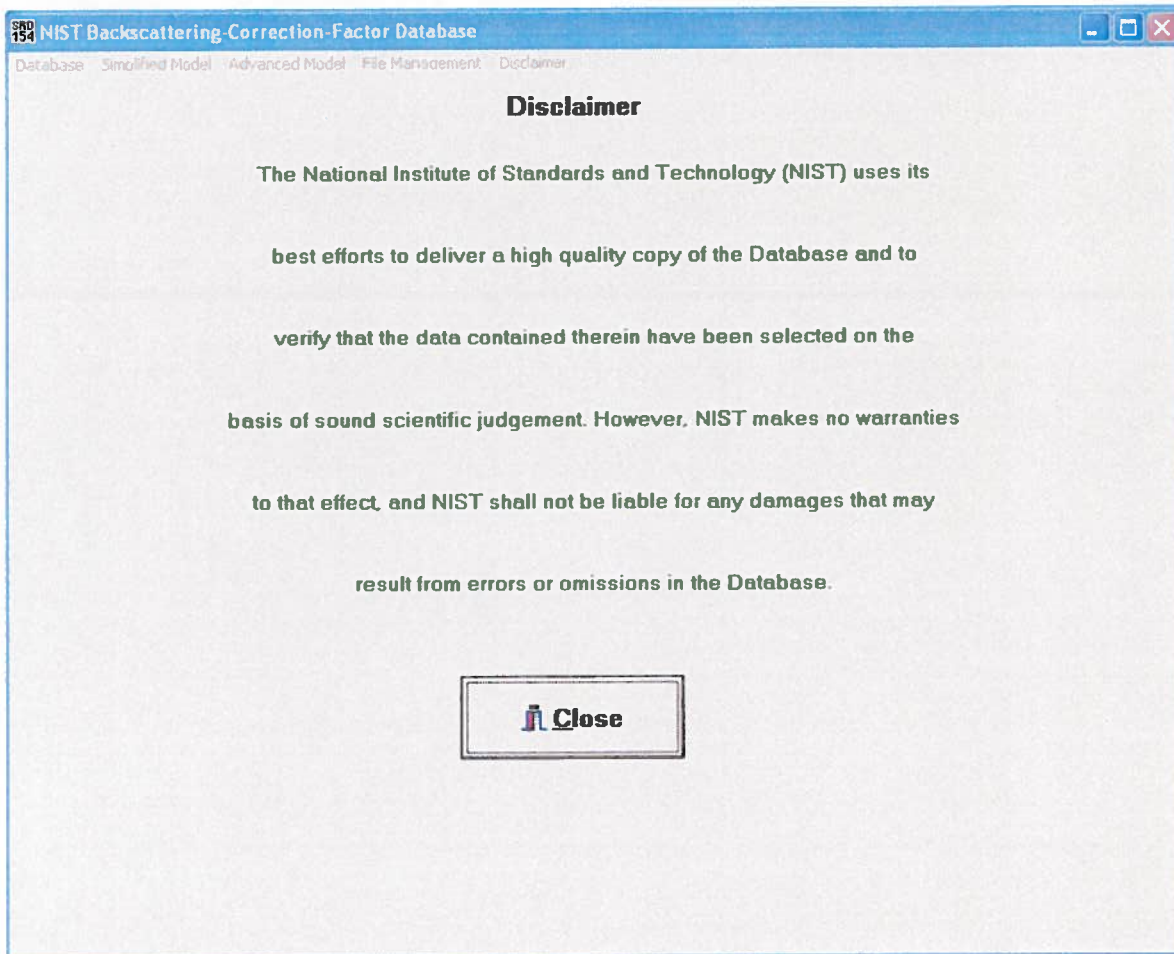 SRD
154 NIST Backscattering-Correction-Factor Database
Database Simplified Model Advanced Model File Management Disclaimer
Disclaimer
The National Institute of Standards and Technology (NIST) uses its
best efforts to deliver a high quality copy of the Database and to
verify that the data contained therein have been selected on the
basis of sound scientific judgement. However, NIST makes no warranties
to that effect, and NIST shall not be liable for any damages that may
result from errors or omissions in the Database.
Close